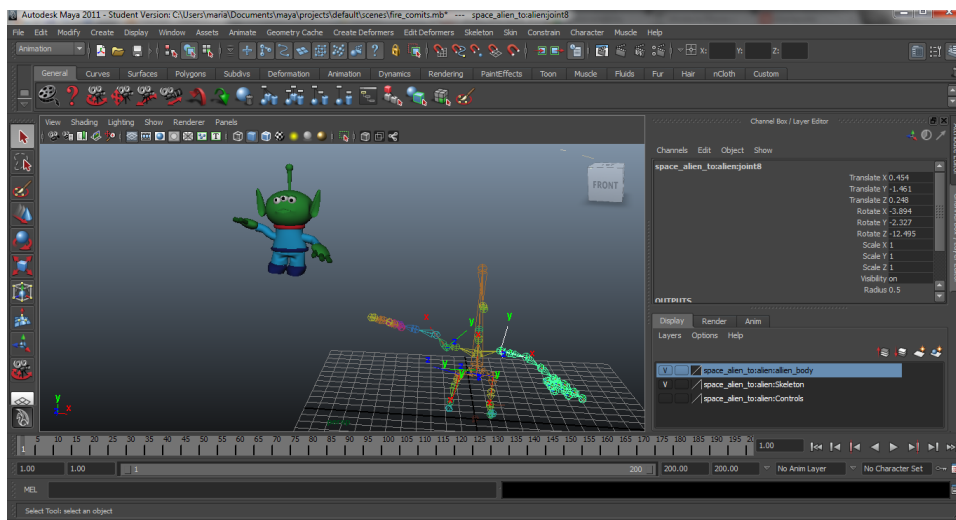 Autodesk Maya 2011 - Student Version: C:\Users\maria\Documents\maya\projects\default\scenes\fire_comits.mb* --- space_alien_to:alien:joint8
File Edit Modify Create Display Window Assets Animate Geometry Cache Create Deformers Edit Deformers Skeleton Skin Constrain Character Muscle Help
Animation X: Y: Z:
General Curves Surfaces Polygons Subdivs Deformation Animation Dynamics Rendering PaintEffects Toon Muscle Fluids Fur Hair nCloth Custom
View Shading Lighting Show Renderer Panels
Channel Box / Layer Editor
Channels Edit Object Show
space_alien_to:alien:joint8
Translate X 0.454
Translate Y -1.461
Translate Z 0.248
Rotate X -3.894
Rotate Y -2.327
Rotate Z -12.495
Scale X 1
Scale Y 1
Scale Z 1
Visibility on
Radius 0.5
OUTPUTS
FRONT
Display Render Anim
Layers Options Help
V space_alien_to:alien:allien_body
V space_alien_to:alien:Skeleton
space_alien_to:alien:Controls
y
x
x
y
y
x
y
y
5 10 15 20 25 30 35 40 45 50 55 60 65 70 75 80 85 90 95 100 105 110 115 120 125 130 135 140 145 150 155 160 165 170 175 180 185 190 195
1 1.00
1.00 1.00 1 200 200.00 200.00 No Anim Layer No Character Set
MEL
Select Tool: select an object